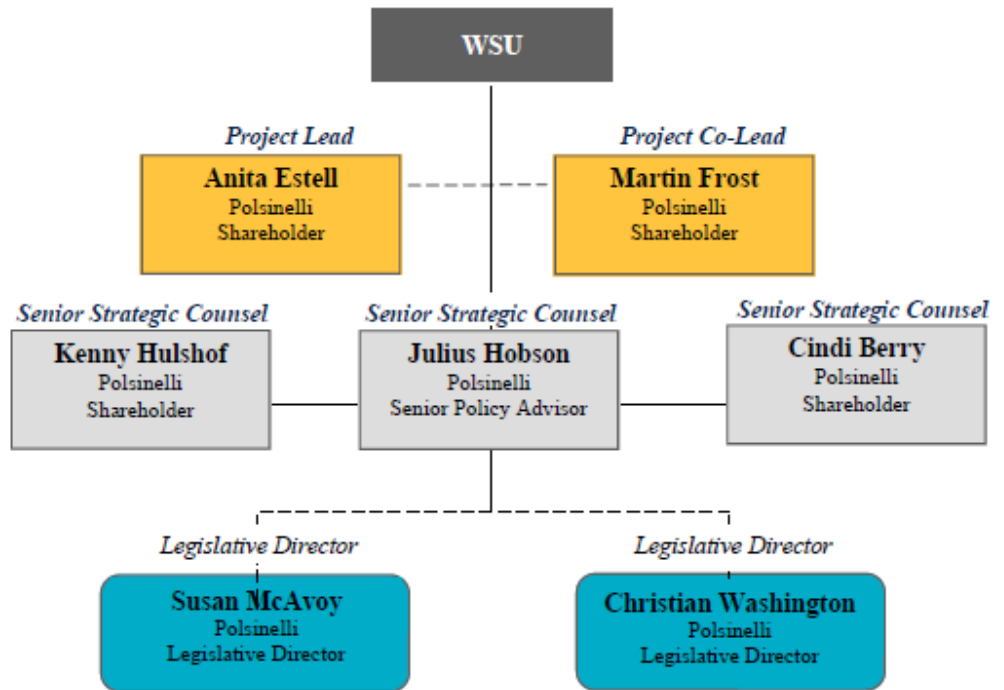 WSU
Project Lead
Project Co-Lead
Anita Estell
Polsinelli
Shareholder
Martin Frost
Polsinelli
Shareholder
Senior Strategic Counsel
Kenny Hulshof
Polsinelli
Shareholder
Senior Strategic Counsel
Julius Hobson
Polsinelli
Senior Policy Advisor
Senior Strategic Counsel
Cindi Berry
Polsinelli
Shareholder
Legislative Director
Susan McAvoy
Polsinelli
Legislative Director
Legislative Director
Christian Washington
Polsinelli
Legislative Director